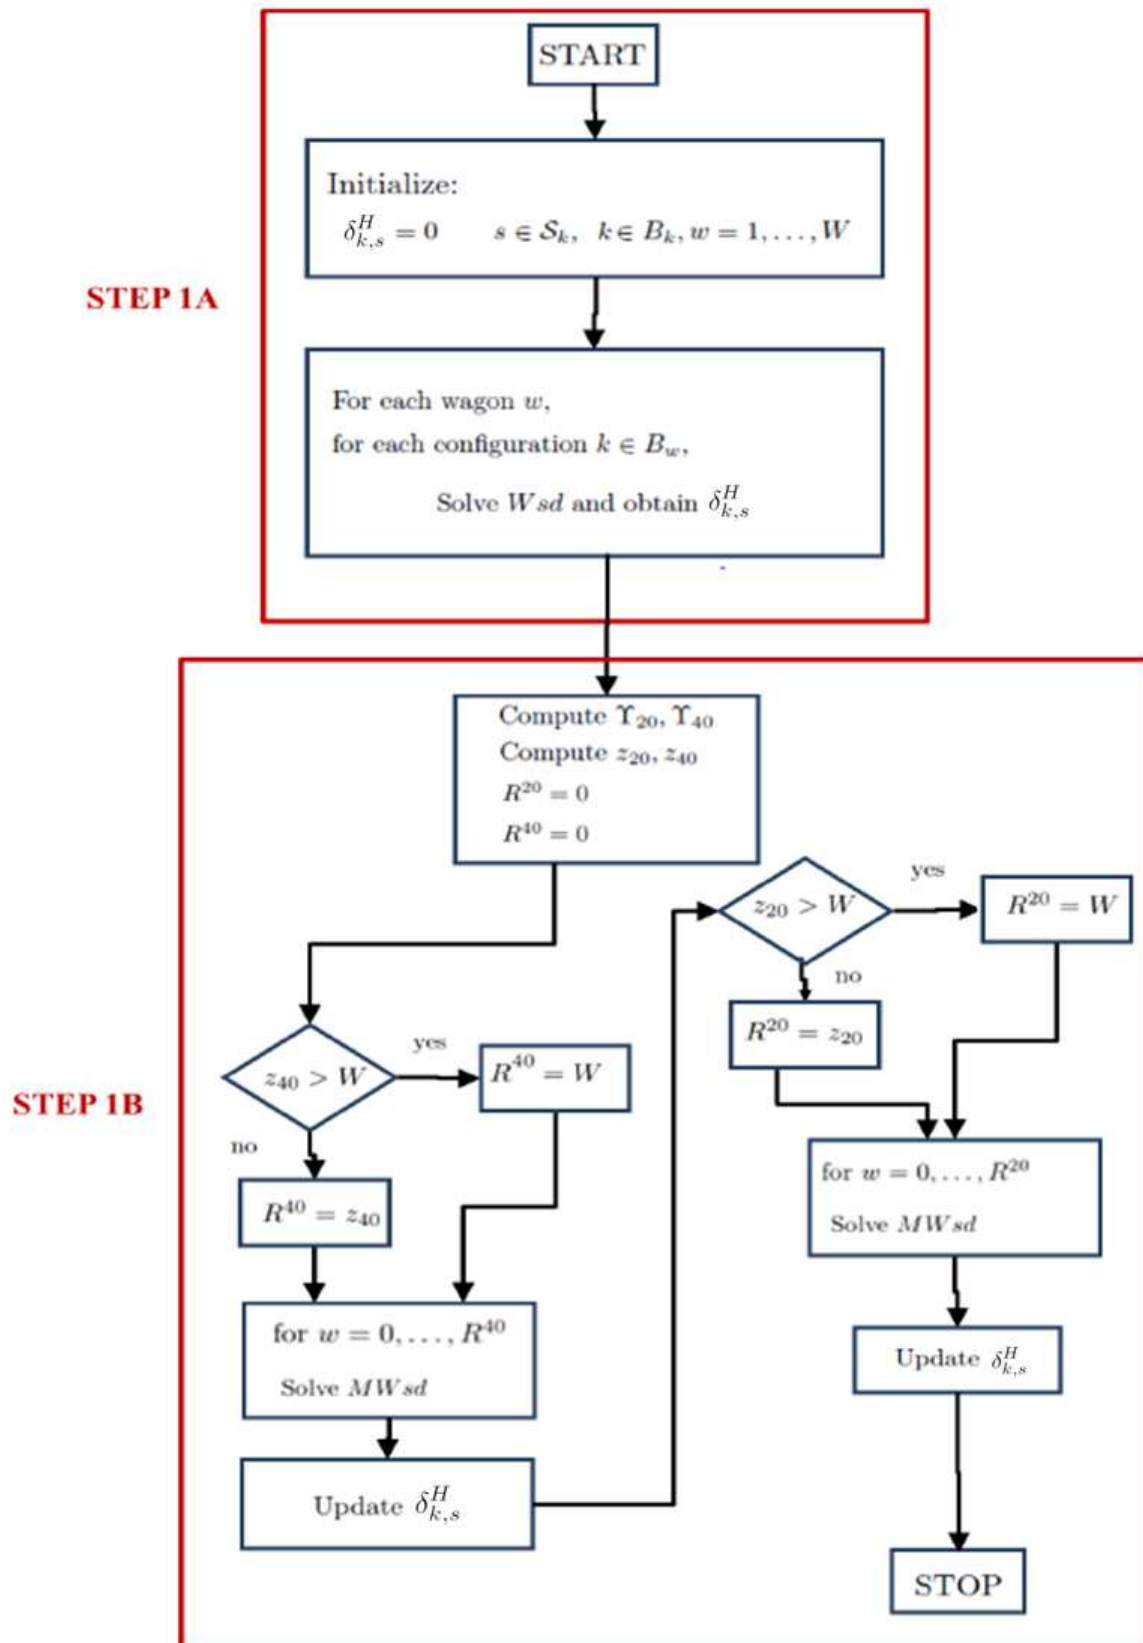 START
Initialize:
δ^H_{k,s} = 0 s ∈ S_k, k ∈ B_k, w = 1, . . . , W
STEP 1A
For each wagon w,
for each configuration k ∈ B_w,
Solve Wsd and obtain δ^H_{k,s}
Compute ϒ_20, ϒ_40
Compute z_20, z_40
R^20 = 0
R^40 = 0
z_40 > W
yes
R^40 = W
no
R^40 = z_40
STEP 1B
for w = 0, . . . , R^40
Solve MWsd
Update δ^H_{k,s}
z_20 > W
yes
R^20 = W
no
R^20 = z_20
for w = 0, . . . , R^20
Solve MWsd
Update δ^H_{k,s}
STOP